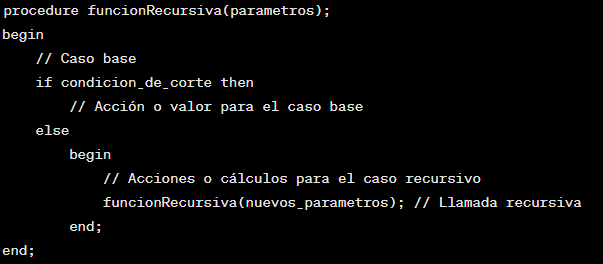 procedure funcionRecursiva(parametros);
begin
    // Caso base
    if condicion_de_corte then
        // Acción o valor para el caso base
    else
        begin
            // Acciones o cálculos para el caso recursivo
            funcionRecursiva(nuevos_parametros); // Llamada recursiva
        end;
end;